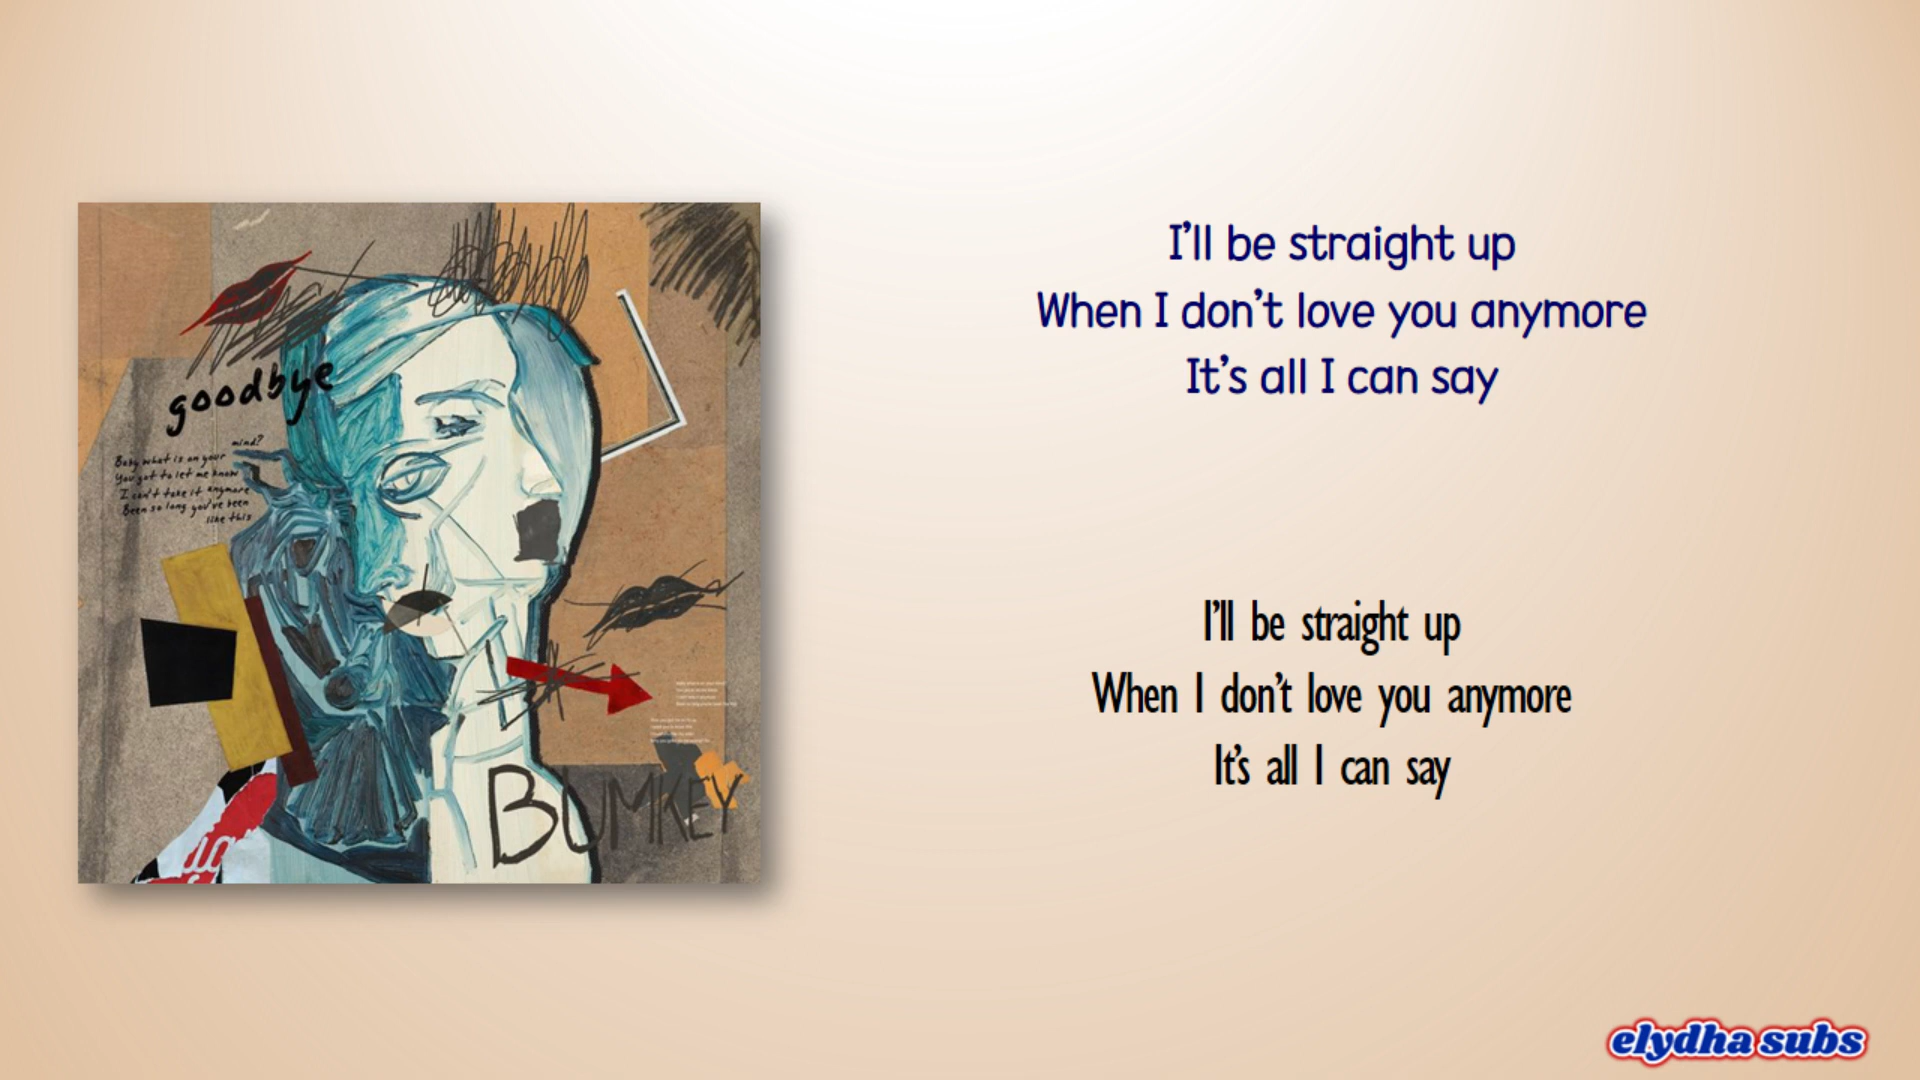 goodbye
mind?
Baby what is on your
You got to let me know
I can't take it anymore
Been so long you've been
like this
BUMKEY
I'll be straight up
When I don't love you anymore
It's all I can say
I'll be straight up
When I don't love you anymore
It's all I can say
elydha subs